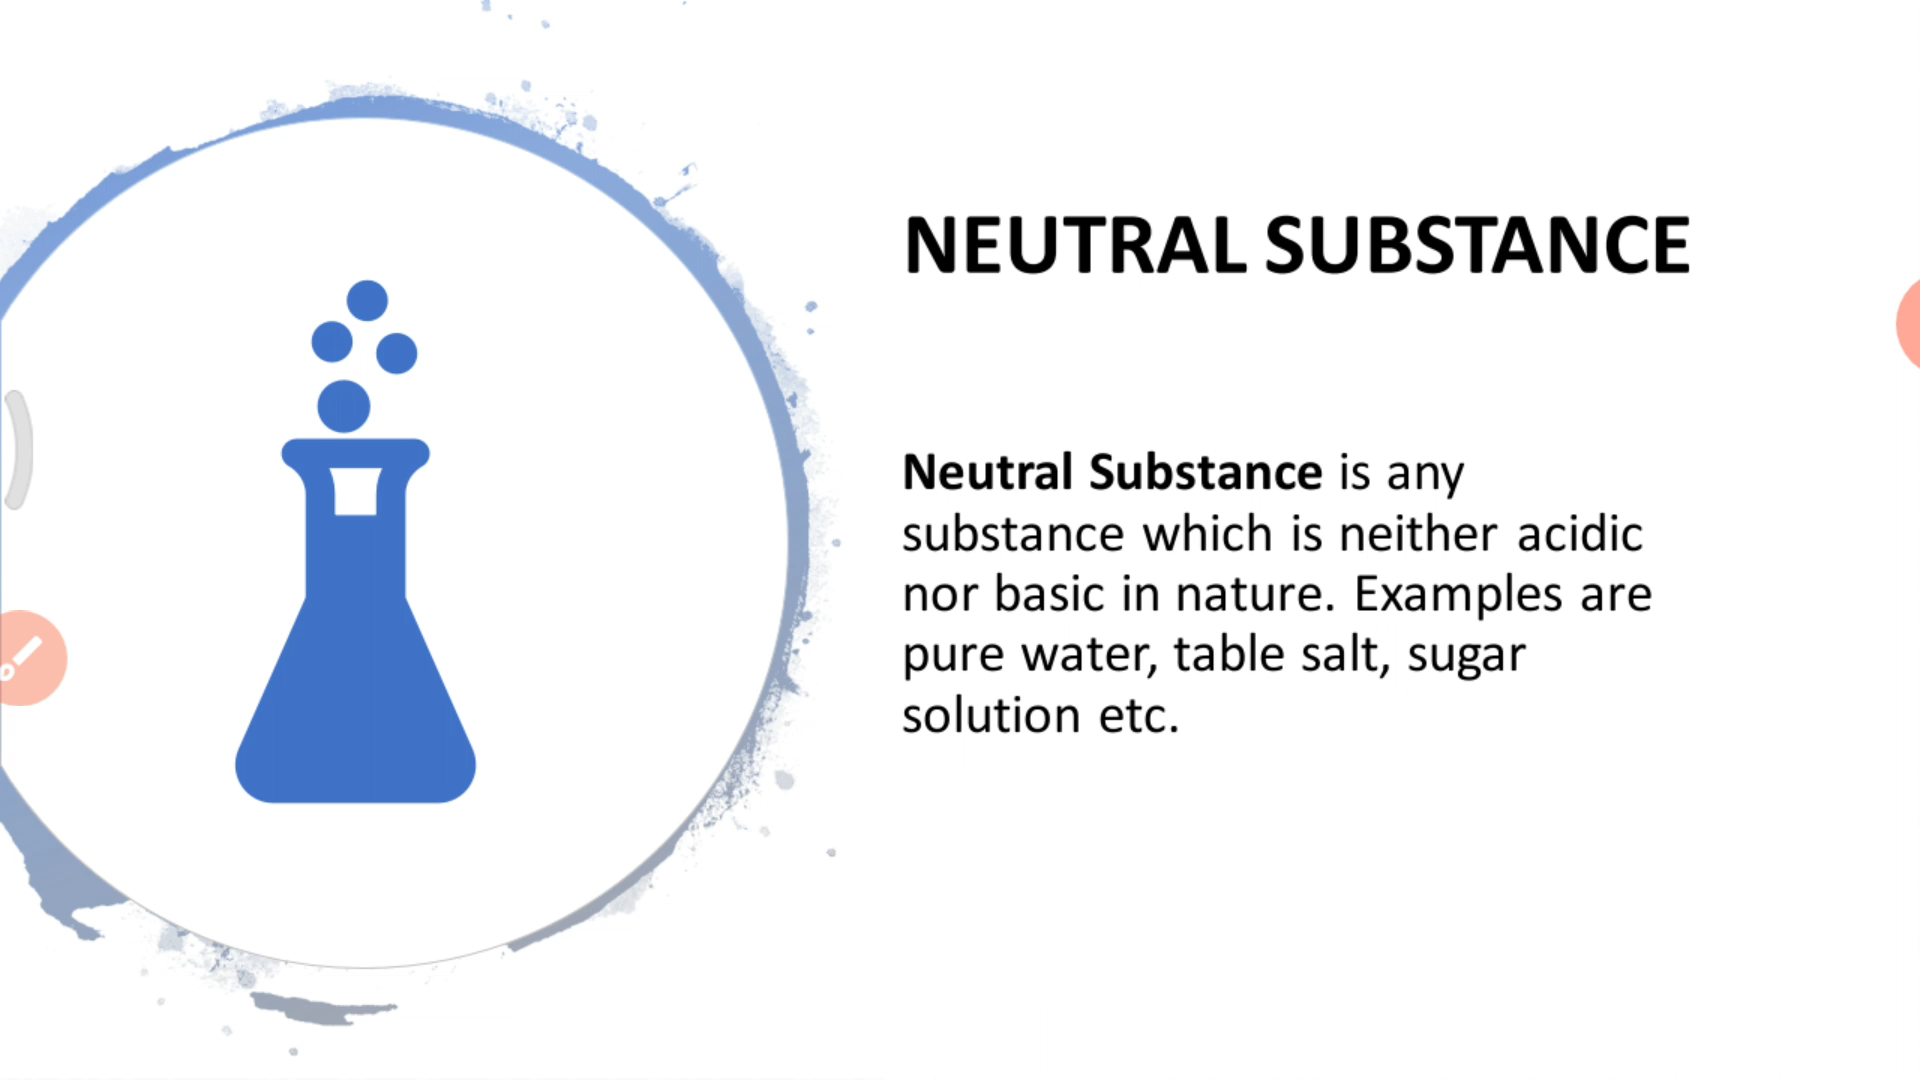 NEUTRAL SUBSTANCE
Neutral Substance is any
substance which is neither acidic
nor basic in nature. Examples are
pure water, table salt, sugar
solution etc.